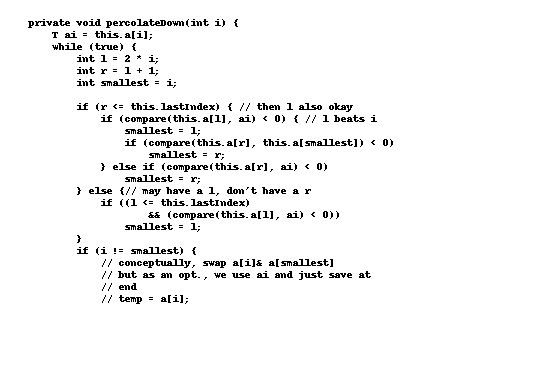 private void percolateDown(int i) {
T ai = this.a[i];
while (true) {
int l = 2 * i;
int r = l + 1;
int smallest = i;
if (r <= this.lastIndex) { // then l also okay
if (compare(this.a[l], ai) < 0) { // l beats i
smallest = l;
if (compare(this.a[r], this.a[smallest]) < 0)
smallest = r;
} else if (compare(this.a[r], ai) < 0)
smallest = r;
} else {// may have a l, don't have a r
if ((l <= this.lastIndex)
&& (compare(this.a[l], ai) < 0))
smallest = l;
}
if (i != smallest) {
// conceptually, swap a[i]& a[smallest]
// but as an opt., we use ai and just save at
// end
// temp = a[i];